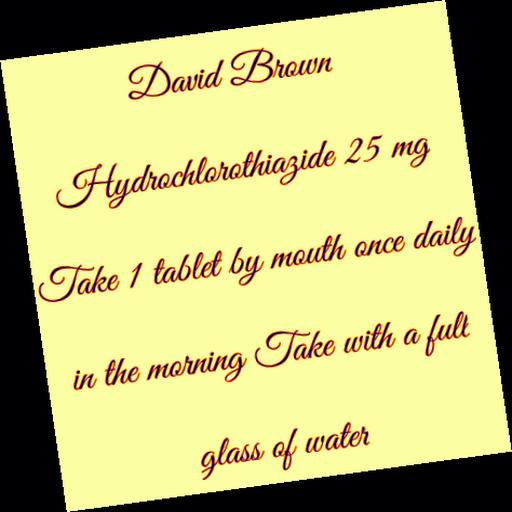 David Brown
Hydrochlorothiazide 25 mg
Take 1 tablet by mouth once daily
in the morning Take with a full
glass of water